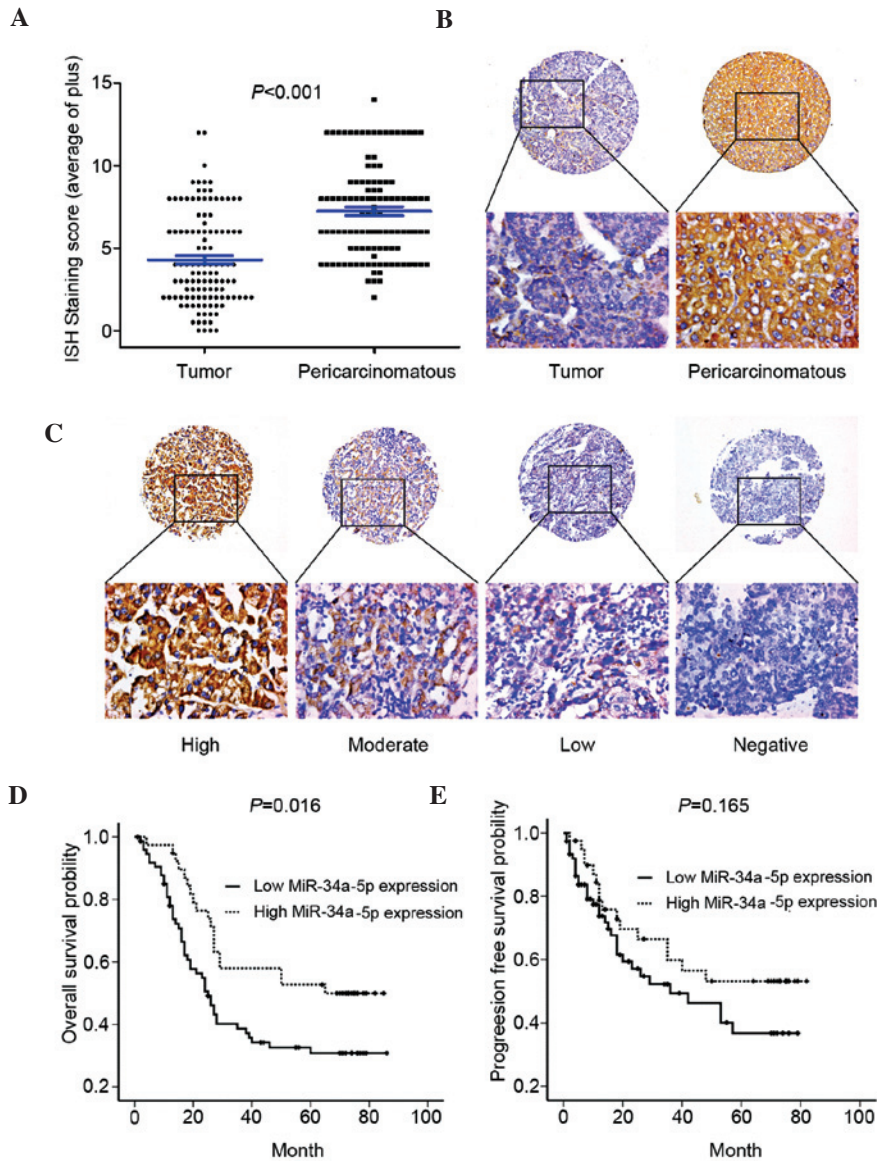 A
ISH Staining score (average of plus)
15
10
5
0
P<0.001
Tumor
Pericarcinomatous
B
Tumor
Pericarcinomatous
C
High
Moderate
Low
Negative
D
P=0.016
Overall survival probility
1.0
0.8
0.6
0.4
0.2
Low MiR-34a-5p expression
High MiR-34a-5p expression
0
20
40
60
80
100
Month
E
P=0.165
Progreesion free survival probility
1.0
0.8
0.6
0.4
0.2
Low MiR-34a-5p expression
High MiR-34a-5p expression
0
20
40
60
80
100
Month